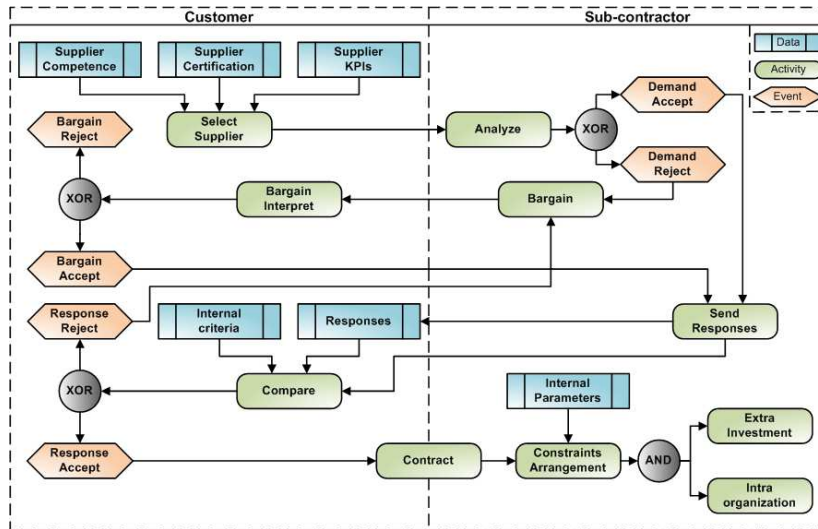 Customer
Sub-contractor
Supplier
Competence
Supplier
Certification
Supplier
KPIs
Data
Activity
Event
Bargain
Reject
Select
Supplier
Analyze
XOR
Demand
Accept
Demand
Reject
XOR
Bargain
Interpret
Bargain
Bargain
Accept
Response
Reject
Internal
criteria
Responses
Send
Responses
XOR
Compare
Internal
Parameters
Response
Accept
Contract
Constraints
Arrangement
AND
Extra
Investment
Intra
organization